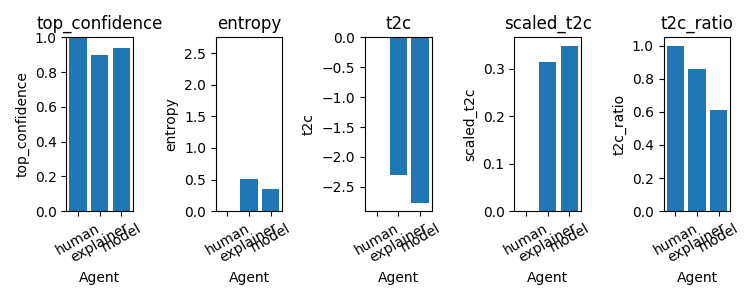 top_confidence
entropy
t2c
scaled_t2c
t2c_ratio
top_confidence
1.0
0.8
0.6
0.4
0.2
0.0
human
explainer
model
Agent
entropy
2.5
2.0
1.5
1.0
0.5
0.0
human
explainer
model
Agent
t2c
0.0
−0.5
−1.0
−1.5
−2.0
−2.5
human
explainer
model
Agent
scaled_t2c
0.3
0.2
0.1
0.0
human
explainer
model
Agent
t2c_ratio
1.0
0.8
0.6
0.4
0.2
0.0
human
explainer
model
Agent